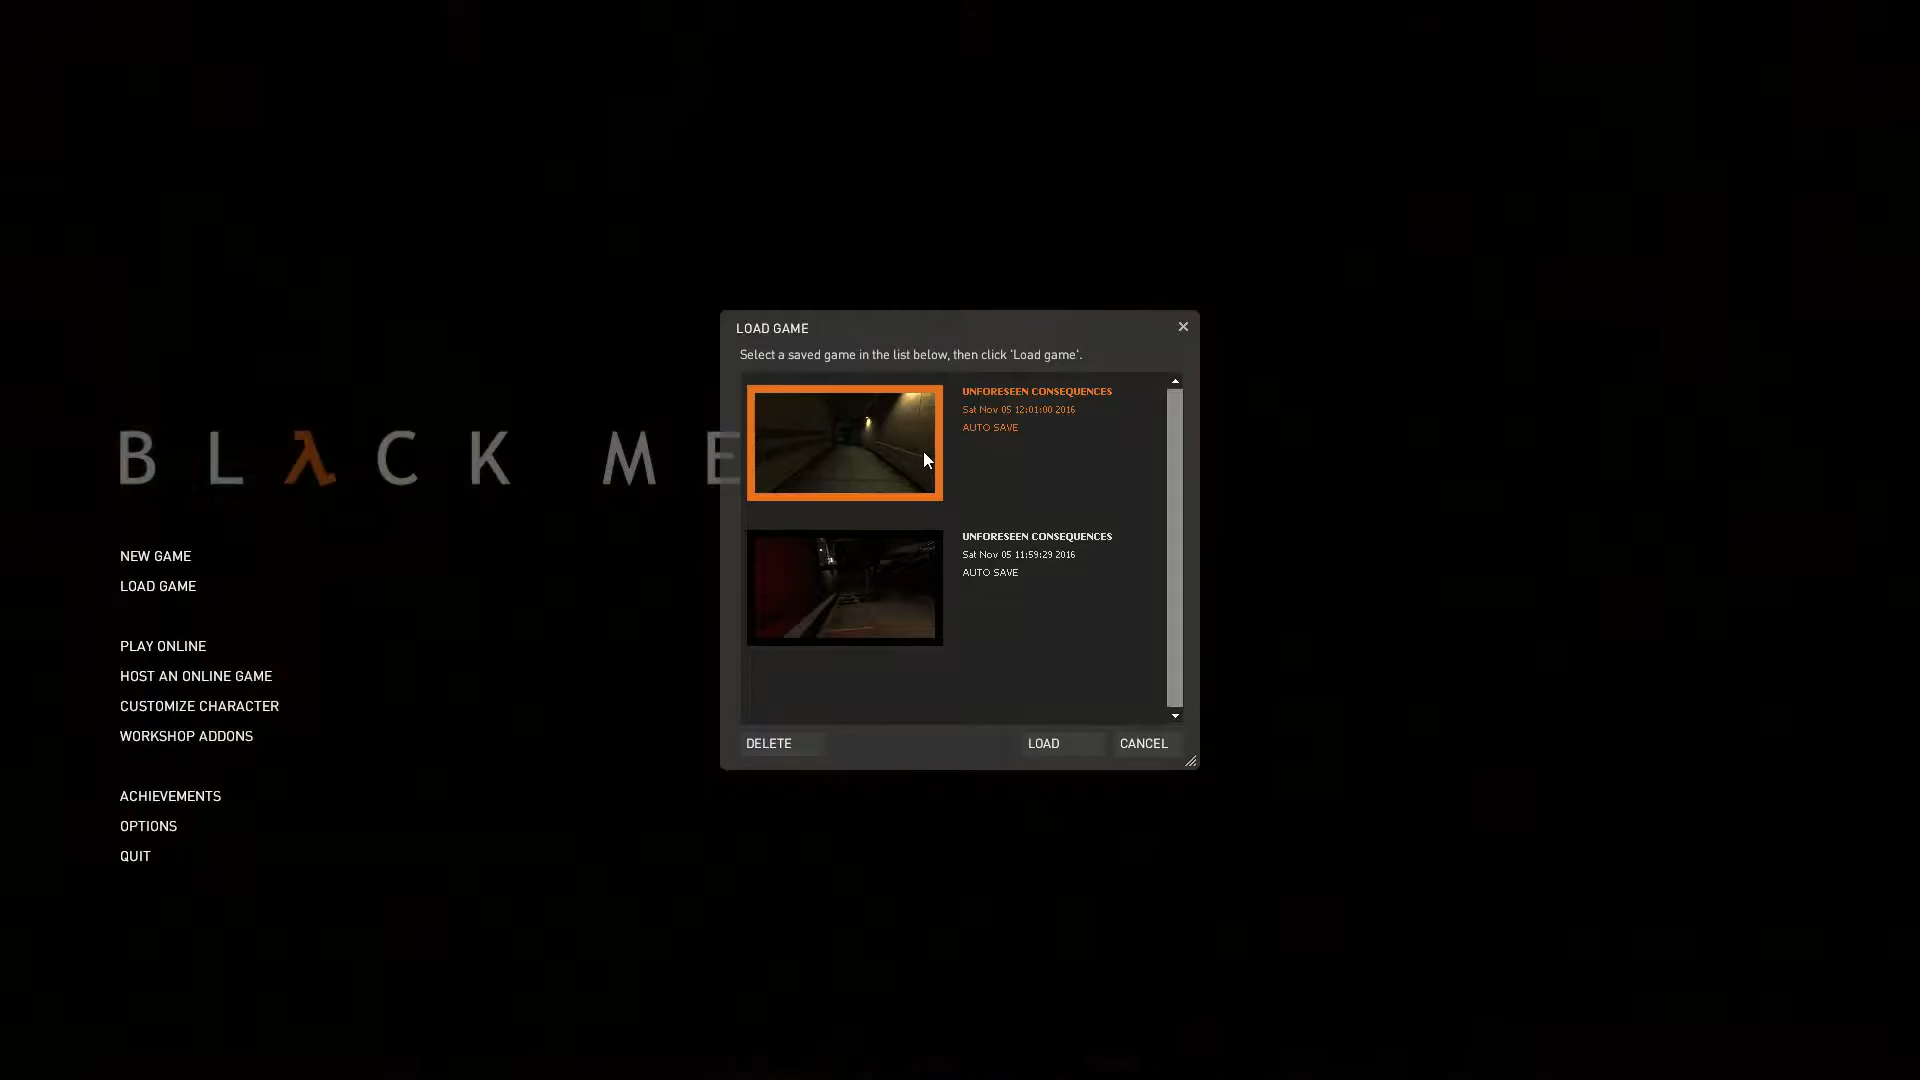 LOAD GAME
Select a saved game in the list below, then click 'Load game'.
UNFORESEEN CONSEQUENCES
Sat Nov 05 12:01:00 2016
AUTO SAVE
UNFORESEEN CONSEQUENCES
Sat Nov 05 11:59:29 2016
AUTO SAVE
DELETE
LOAD
CANCEL
BLλCK ME
NEW GAME
LOAD GAME
PLAY ONLINE
HOST AN ONLINE GAME
CUSTOMIZE CHARACTER
WORKSHOP ADDONS
ACHIEVEMENTS
OPTIONS
QUIT